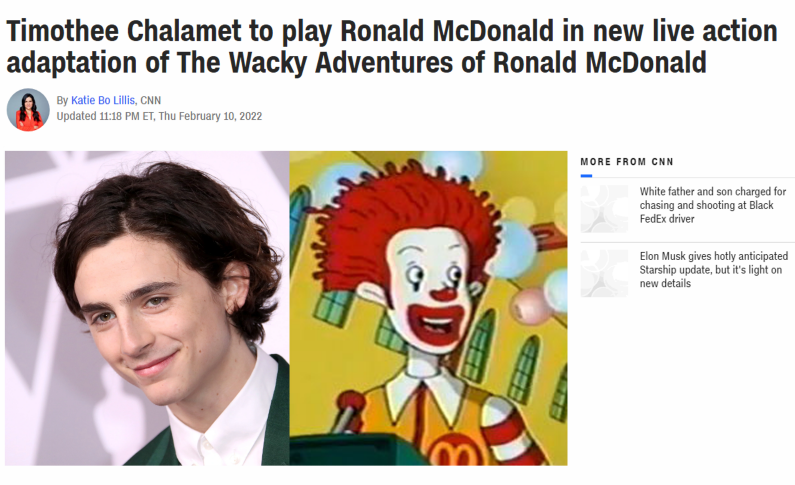 Timothee Chalamet to play Ronald McDonald in new live action
adaptation of The Wacky Adventures of Ronald McDonald
By Katie Bo Lillis, CNN
Updated 11:18 PM ET, Thu February 10, 2022
MORE FROM CNN
White father and son charged for
chasing and shooting at Black
FedEx driver
Elon Musk gives hotly anticipated
Starship update, but it's light on
new details